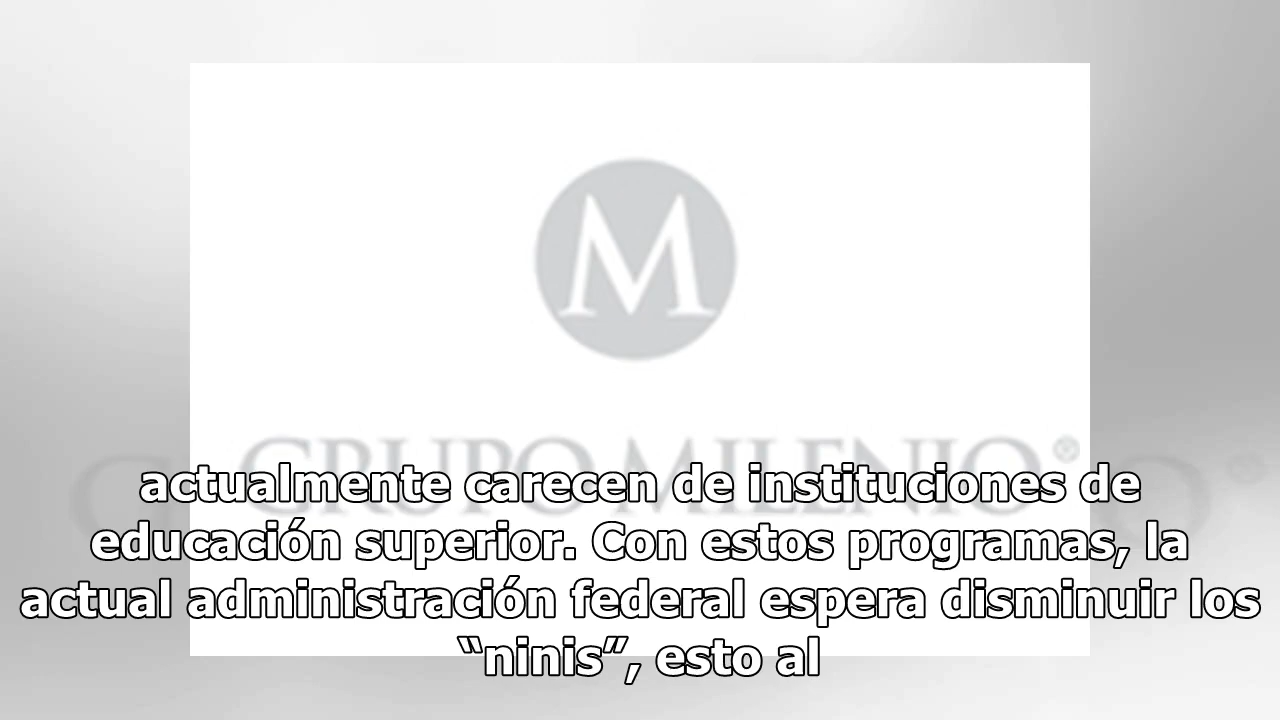 M
GRUPO MILENIO®
actualmente carecen de instituciones de
educación superior. Con estos programas, la
actual administración federal espera disminuir los
“ninis”, esto al